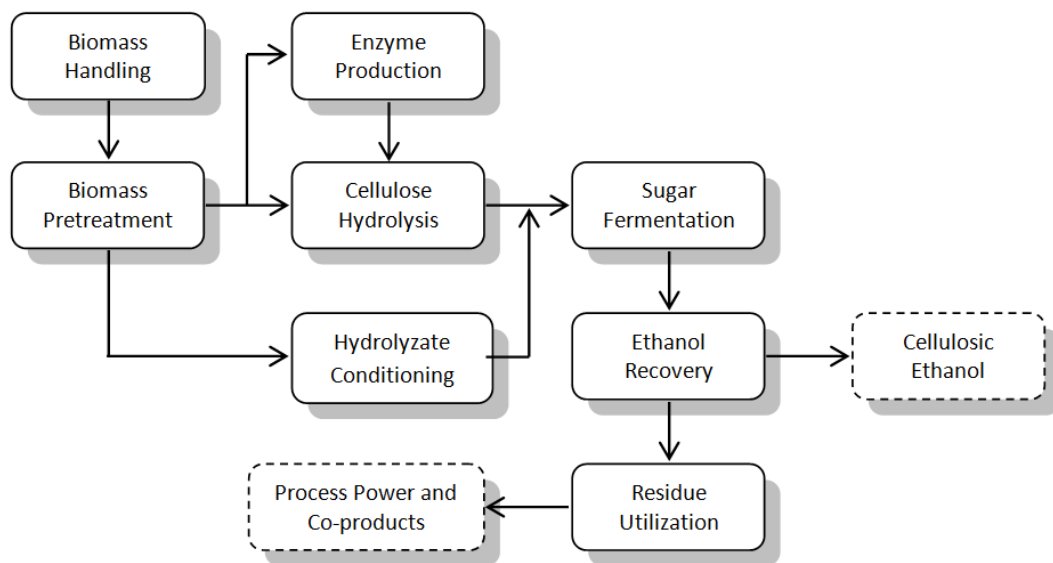 Biomass
Handling
Enzyme
Production
Biomass
Pretreatment
Cellulose
Hydrolysis
Sugar
Fermentation
Hydrolyzate
Conditioning
Ethanol
Recovery
Cellulosic
Ethanol
Process Power and
Co-products
Residue
Utilization